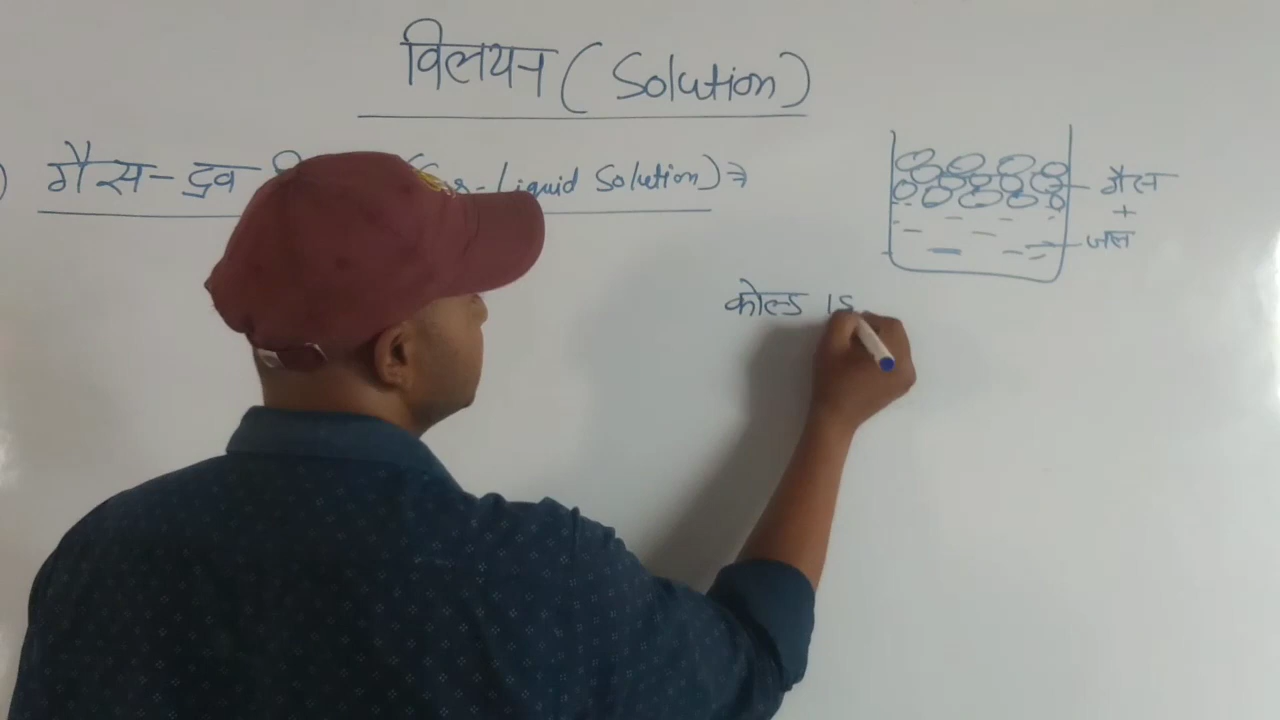 विलयन (Solution)
) गैस-द्रव -Liquid Solution) ⇒
गैस
+
जल
कोल्ड